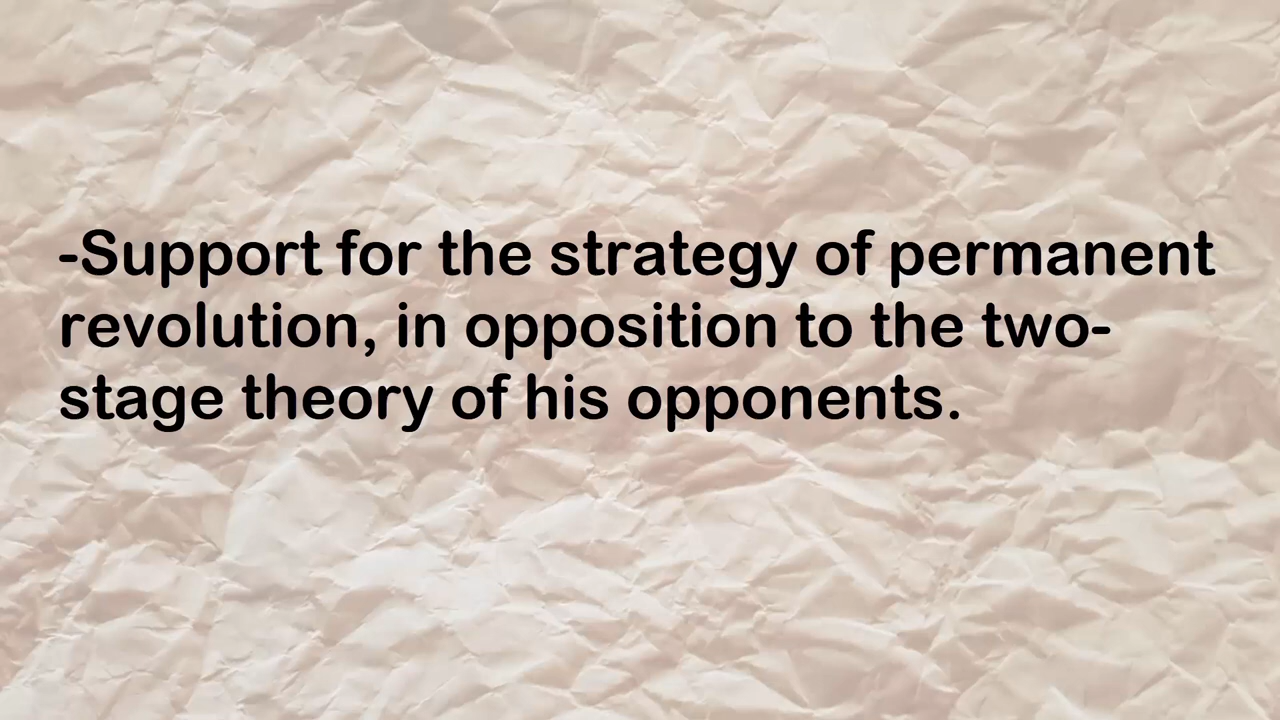 -Support for the strategy of permanent
revolution, in opposition to the two-
stage theory of his opponents.